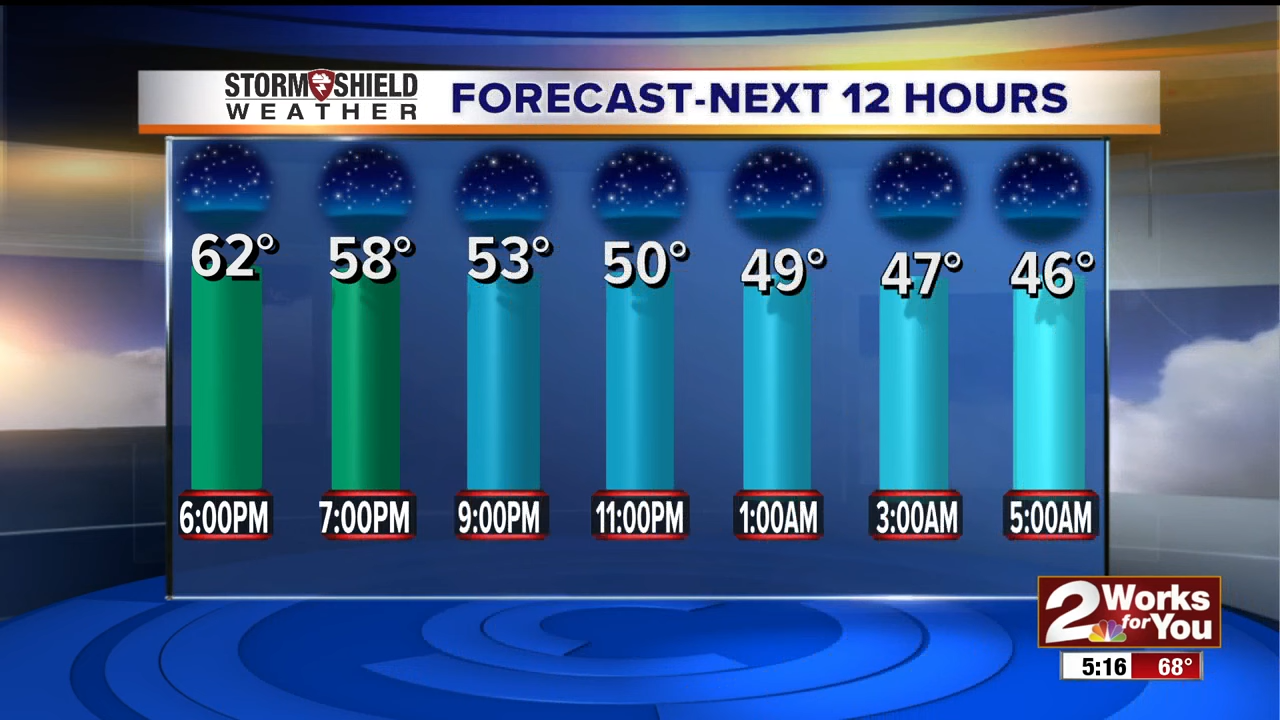 STORM SHIELD
WEATHER
FORECAST-NEXT 12 HOURS
62° 58° 53° 50° 49° 47° 46°
6:00PM 7:00PM 9:00PM 11:00PM 1:00AM 3:00AM 5:00AM
2 Works
for You
5:16 68°